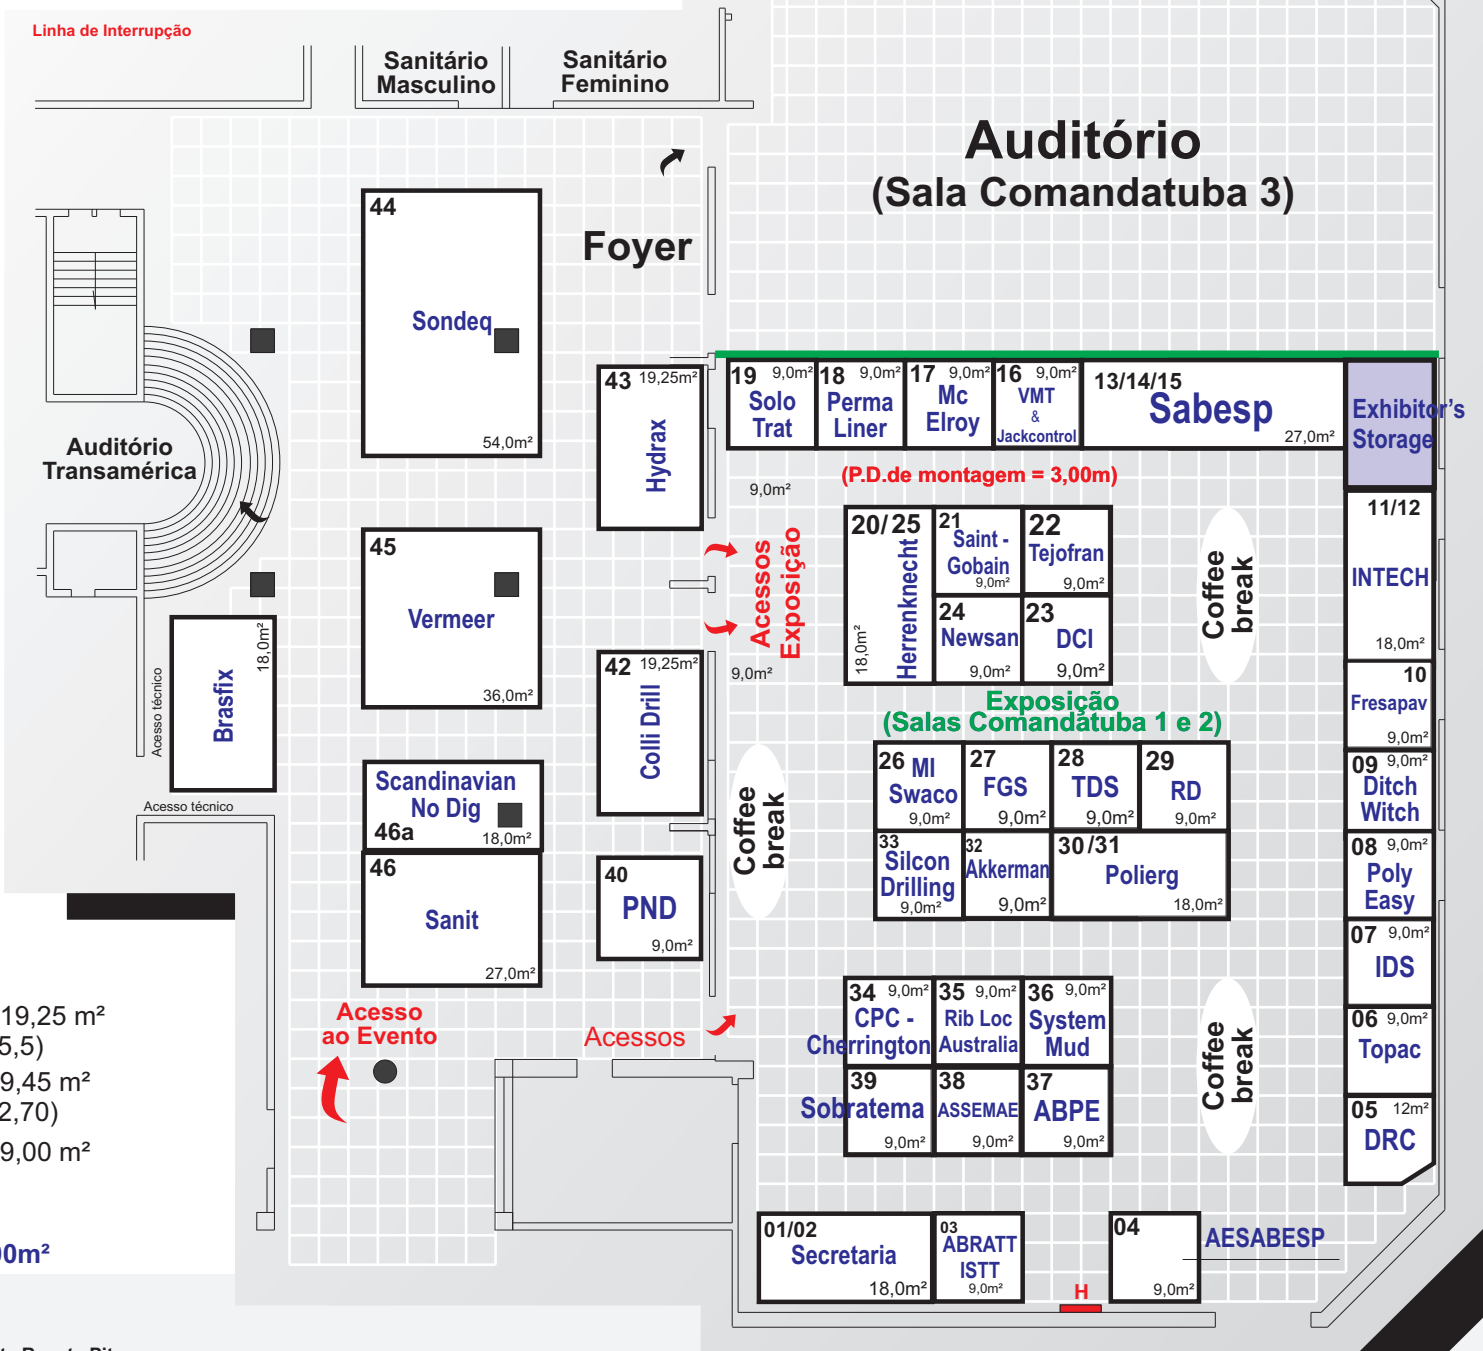 Linha de Interrupção
Sanitário
Masculino
Sanitário
Feminino
Auditório
(Sala Comandatuba 3)
Foyer
44
Sondeq
54,0m²
Auditório
Transamérica
43 19,25m²
Hydrax
19 9,0m²
Solo
Trat
18 9,0m²
Perma
Liner
17 9,0m²
Mc
Elroy
16 9,0m²
VMT
&
Jackcontrol
13/14/15
Sabesp
27,0m²
Exhibitor's
Storage
(P.D.de montagem = 3,00m)
9,0m²
Acessos
Exposição
9,0m²
20/25
Herrenknecht
18,0m²
21
Saint -
Gobain
9,0m²
22
Tejofran
9,0m²
24
Newsan
9,0m²
23
DCI
9,0m²
Coffee
break
11/12
INTECH
18,0m²
10
Fresapav
9,0m²
45
Vermeer
36,0m²
Brasfix
18,0m²
Acesso técnico
Acesso técnico
42 19,25m²
Colli Drill
Exposição
(Salas Comandatuba 1 e 2)
Scandinavian
No Dig
46a
18,0m²
46
Sanit
27,0m²
40
PND
9,0m²
Coffee
break
26 MI
Swaco
9,0m²
27
FGS
9,0m²
28
TDS
9,0m²
29
RD
9,0m²
33
Silcon
Drilling
9,0m²
32
Akkerman
9,0m²
30/31
Polierg
18,0m²
09 9,0m²
Ditch
Witch
08 9,0m²
Poly
Easy
07 9,0m²
IDS
06 9,0m²
Topac
05 12m²
DRC
Acesso
ao Evento
Acessos
34 9,0m²
CPC -
Cherrington
35 9,0m²
Rib Loc
Australia
36 9,0m²
System
Mud
39
Sobratema
9,0m²
38
ASSEMAE
9,0m²
37
ABPE
9,0m²
Coffee
break
01/02
Secretaria
18,0m²
03
ABRATT
ISTT
9,0m²
H
04
9,0m²
AESABESP
19,25 m²
5,5)
9,45 m²
2,70)
9,00 m²
0m²